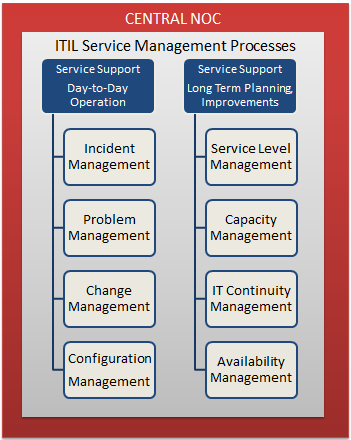 CENTRAL NOC
ITIL Service Management Processes
Service Support
Day-to-Day
Operation
Incident
Management
Problem
Management
Change
Management
Configuration
Management
Service Support
Long Term Planning,
Improvements
Service Level
Management
Capacity
Management
IT Continuity
Management
Availability
Management